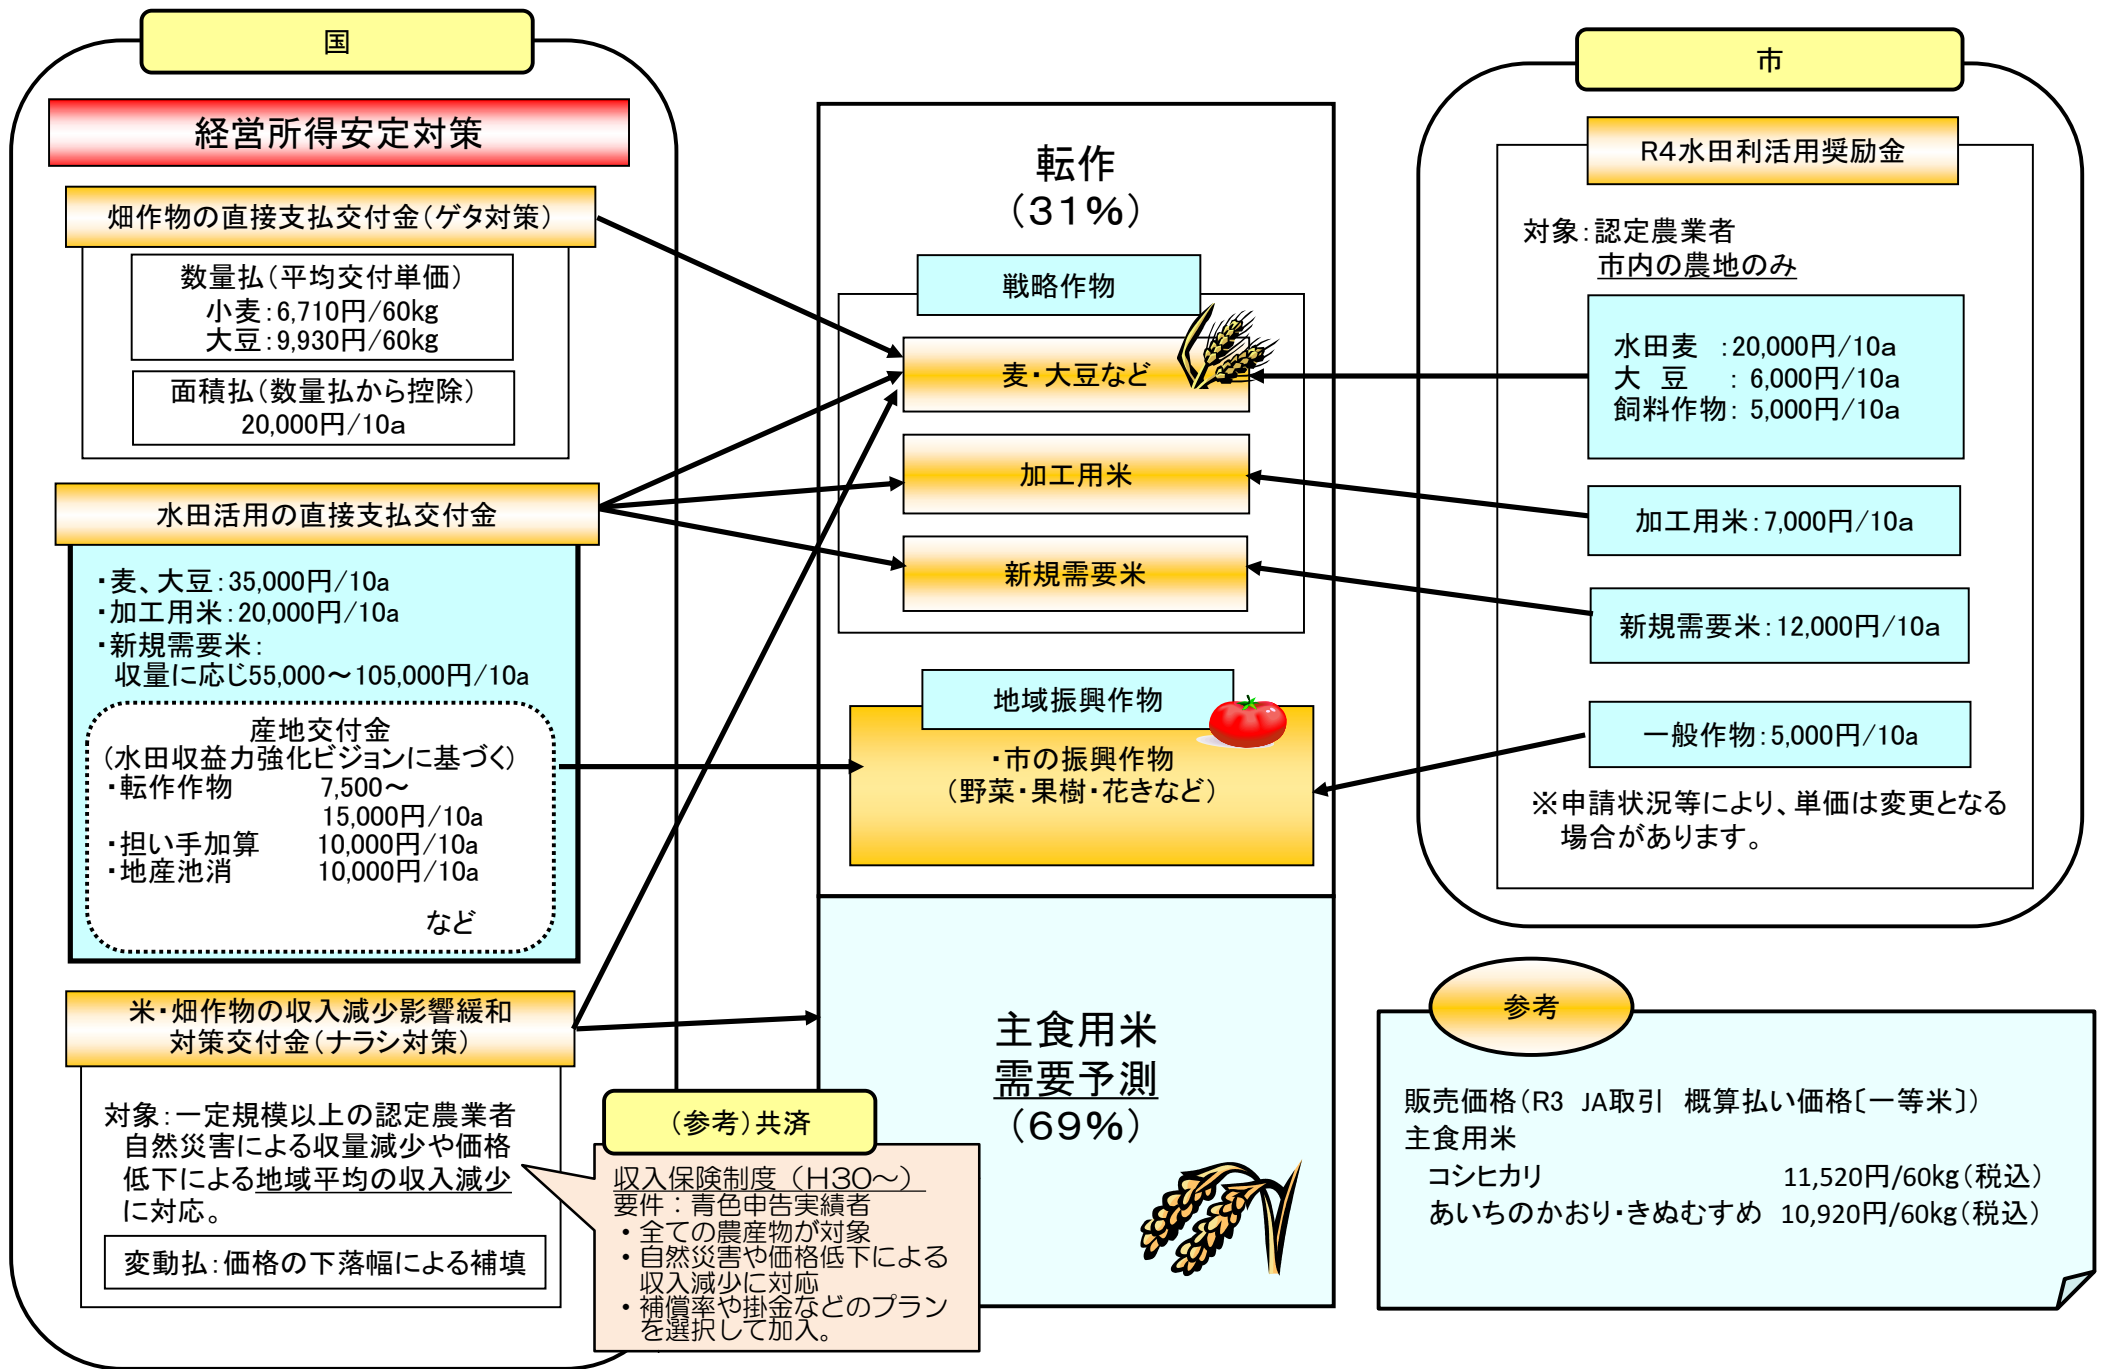 国
経営所得安定対策
畑作物の直接支払交付金(ゲタ対策)
数量払(平均交付単価)
小麦:6,710円/60kg
大豆:9,930円/60kg
面積払(数量払から控除)
20,000円/10a
水田活用の直接支払交付金
・麦、大豆:35,000円/10a
・加工用米:20,000円/10a
・新規需要米:
収量に応じ55,000～105,000円/10a
産地交付金
(水田収益力強化ビジョンに基づく)
・転作作物 7,500～
15,000円/10a
・担い手加算 10,000円/10a
・地産池消 10,000円/10a
など
米・畑作物の収入減少影響緩和
対策交付金(ナラシ対策)
対象:一定規模以上の認定農業者
自然災害による収量減少や価格
低下による地域平均の収入減少
に対応。
変動払:価格の下落幅による補填
(参考)共済
収入保険制度(H30～)
要件:青色申告実績者
・全ての農産物が対象
・自然災害や価格低下による
収入減少に対応
・補償率や掛金などのプラン
を選択して加入。
転作
(31%)
戦略作物
麦・大豆など
加工用米
新規需要米
地域振興作物
・市の振興作物
(野菜・果樹・花きなど)
主食用米
需要予測
(69%)
市
R4水田利活用奨励金
対象:認定農業者
市内の農地のみ
水田麦 :20,000円/10a
大 豆 : 6,000円/10a
飼料作物: 5,000円/10a
加工用米:7,000円/10a
新規需要米:12,000円/10a
一般作物:5,000円/10a
※申請状況等により、単価は変更となる
場合があります。
参考
販売価格(R3 JA取引 概算払い価格〔一等米〕)
主食用米
コシヒカリ 11,520円/60kg(税込)
あいちのかおり・きぬむすめ 10,920円/60kg(税込)